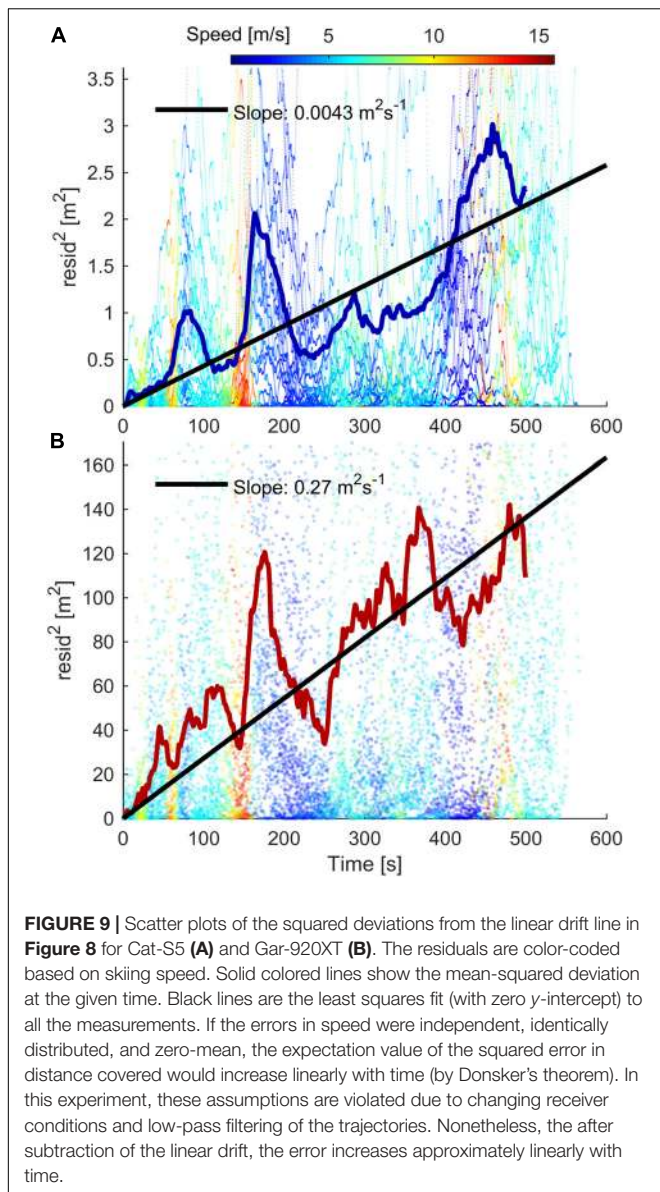 A
Speed [m/s] 5 10 15
3.5
3
2.5
2
1.5
1
0.5
0
resid² [m²]
Slope: 0.0043 m²s⁻¹
0 100 200 300 400 500 600
B
160
140
120
100
80
60
40
20
0
resid² [m²]
Slope: 0.27 m²s⁻¹
0 100 200 300 400 500 600
Time [s]
FIGURE 9 | Scatter plots of the squared deviations from the linear drift line in
Figure 8 for Cat-S5 (A) and Gar-920XT (B). The residuals are color-coded
based on skiing speed. Solid colored lines show the mean-squared deviation
at the given time. Black lines are the least squares fit (with zero y-intercept) to
all the measurements. If the errors in speed were independent, identically
distributed, and zero-mean, the expectation value of the squared error in
distance covered would increase linearly with time (by Donsker's theorem). In
this experiment, these assumptions are violated due to changing receiver
conditions and low-pass filtering of the trajectories. Nonetheless, the after
subtraction of the linear drift, the error increases approximately linearly with
time.